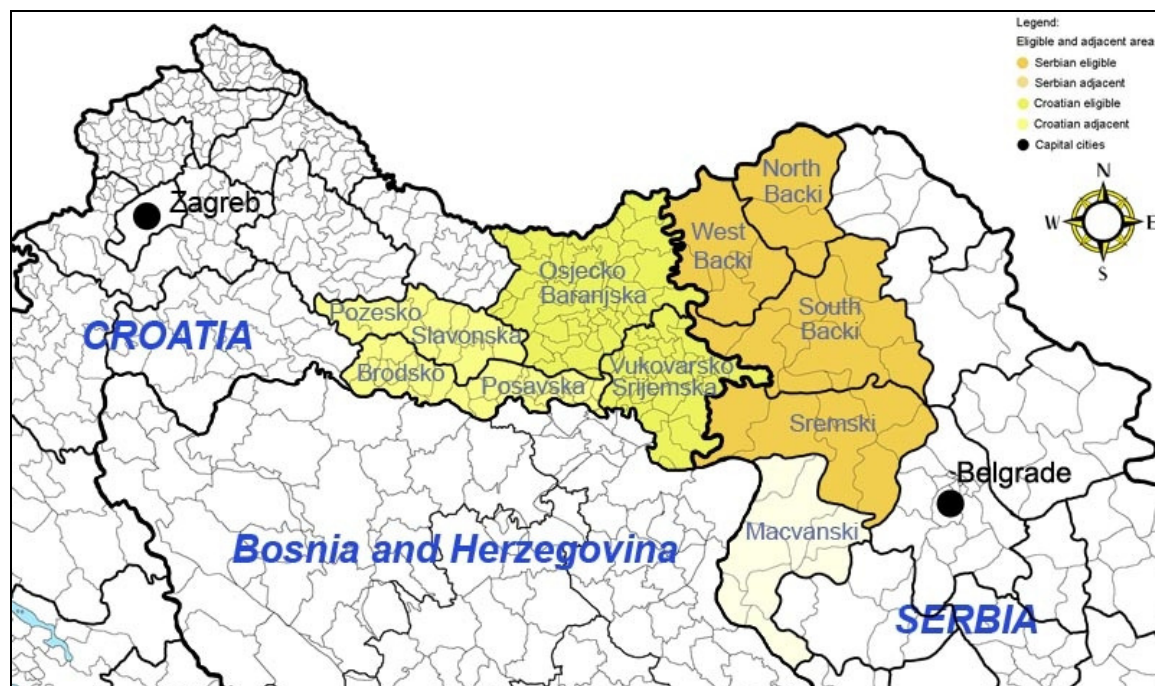 Legend:
Eligible and adjacent area
Serbian eligible
Serbian adjacent
Croatian eligible
Croatian adjacent
Capital cities
N
W
E
S
North
Backi
West
Backi
Zagreb
Osjecko
Baranjska
South
Backi
Pozesko
Slavonska
CROATIA
Brodsko
Posavska
Vukovarsko
Srijemska
Sremski
Belgrade
Macvanski
Bosnia and Herzegovina
SERBIA